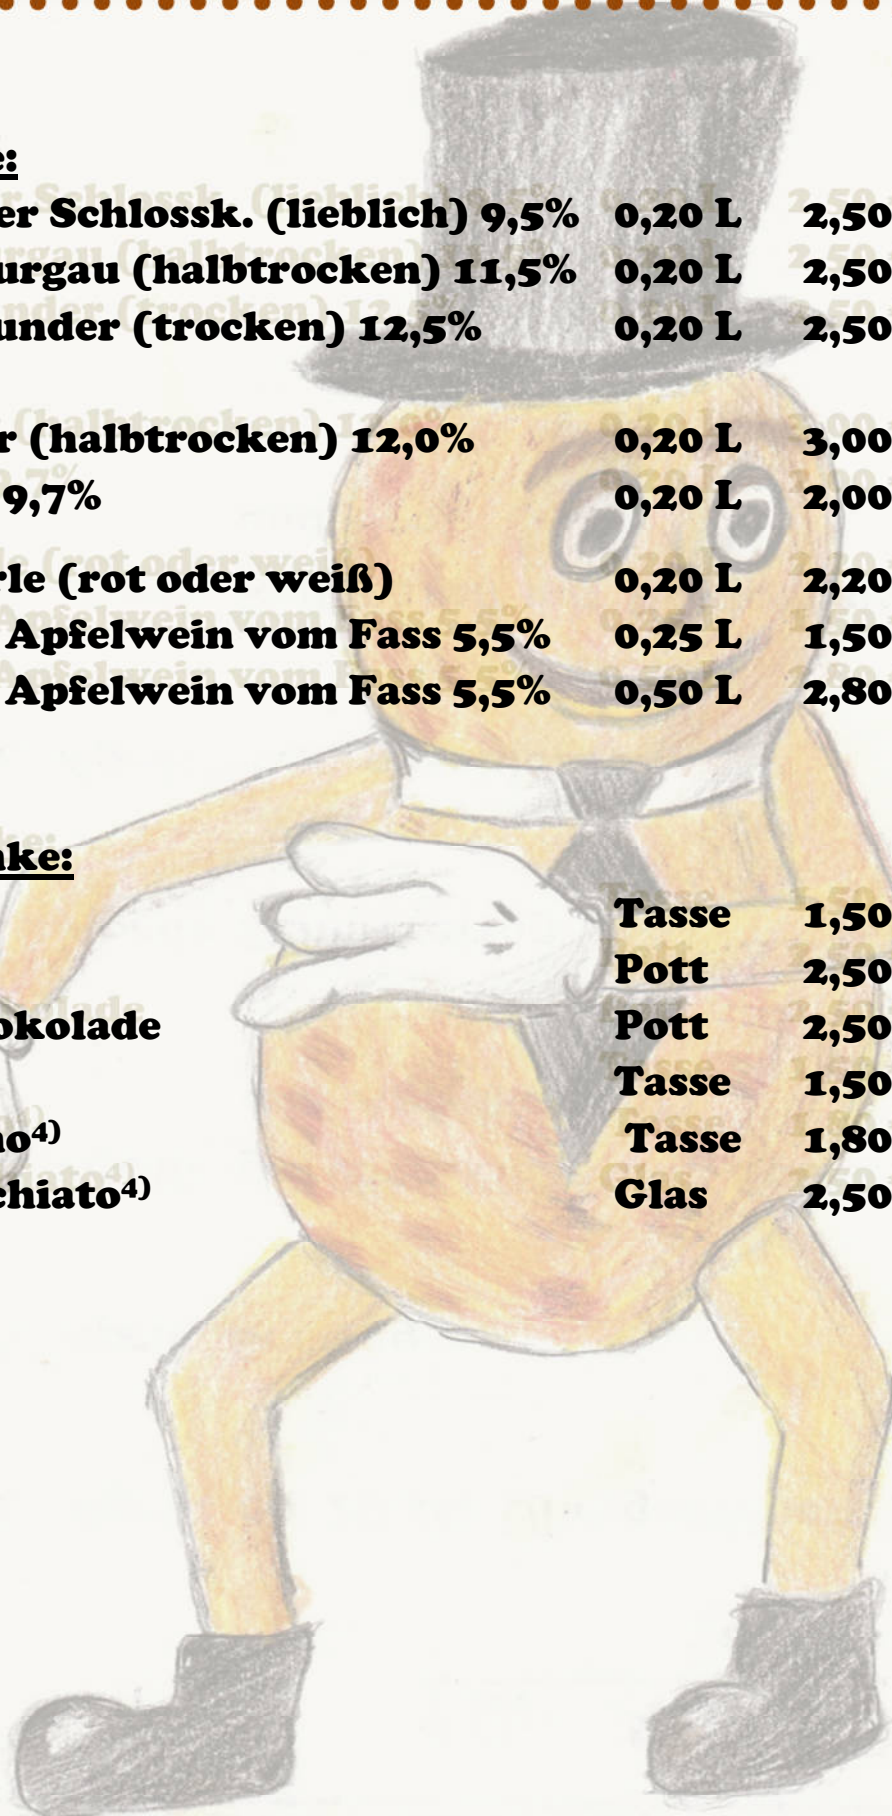 e:
er Schlossk. (lieblich) 9,5% 0,20 L 2,50
urgau (halbtrocken) 11,5% 0,20 L 2,50
under (trocken) 12,5% 0,20 L 2,50
r (halbtrocken) 12,0% 0,20 L 3,00
9,7% 0,20 L 2,00
rle (rot oder weiß) 0,20 L 2,20
Apfelwein vom Fass 5,5% 0,25 L 1,50
Apfelwein vom Fass 5,5% 0,50 L 2,80
nke:
Tasse 1,50
Pott 2,50
okolade Pott 2,50
Tasse 1,50
no⁴⁾ Tasse 1,80
chiato⁴⁾ Glas 2,50